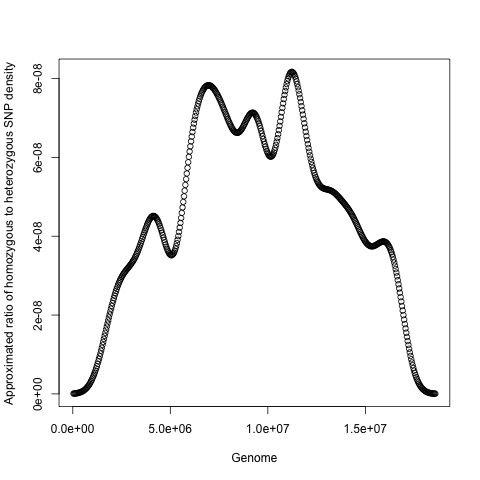 Approximated ratio of homozygous to heterozygous SNP density
8e-08
6e-08
4e-08
2e-08
0e+00
0.0e+00 5.0e+06 1.0e+07 1.5e+07
Genome